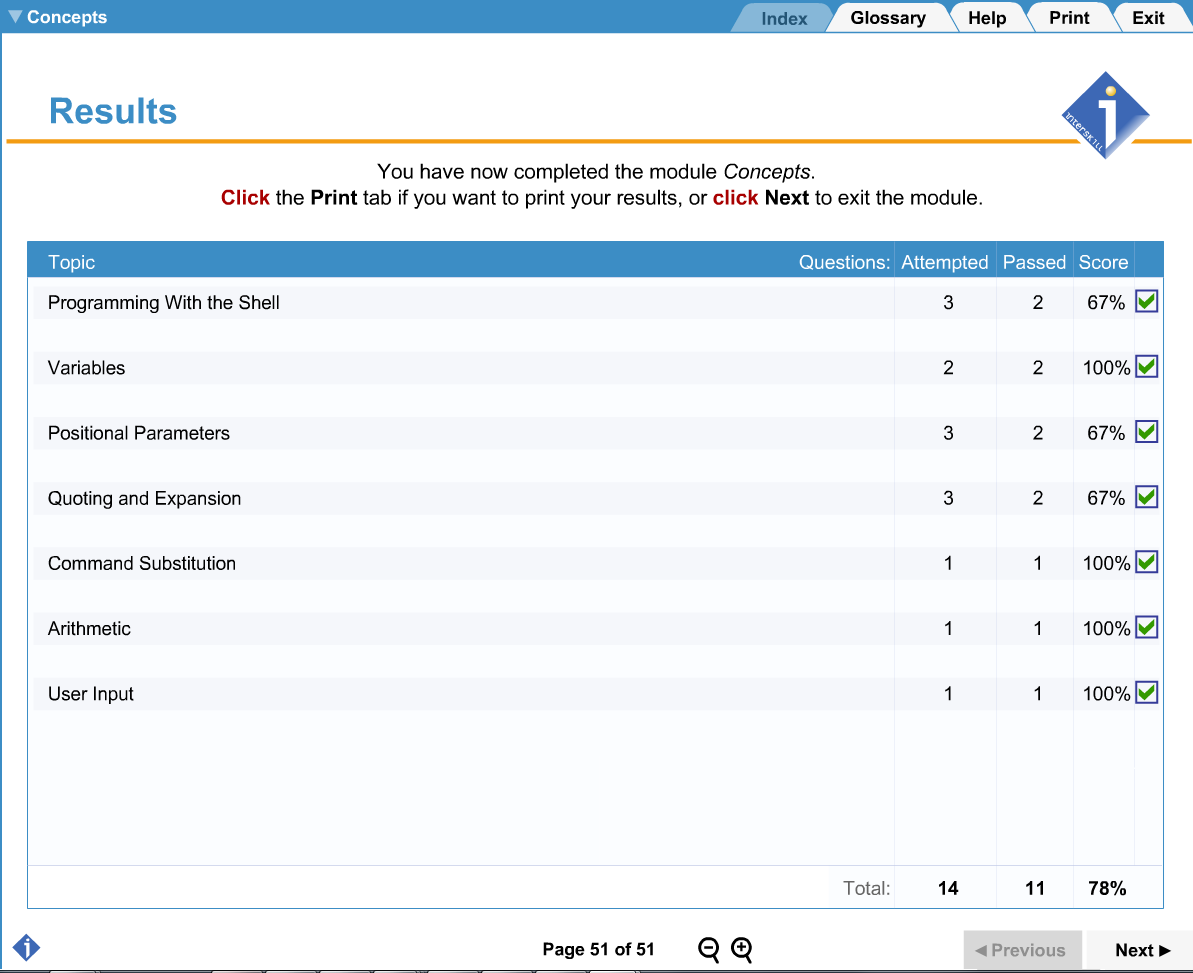 ▼ Concepts Index Glossary Help Print Exit
Results
INTERSKILL
You have now completed the module Concepts.
Click the Print tab if you want to print your results, or click Next to exit the module.
Topic Questions: Attempted Passed Score
Programming With the Shell 3 2 67%
Variables 2 2 100%
Positional Parameters 3 2 67%
Quoting and Expansion 3 2 67%
Command Substitution 1 1 100%
Arithmetic 1 1 100%
User Input 1 1 100%
Total: 14 11 78%
Page 51 of 51 ◀ Previous Next ▶